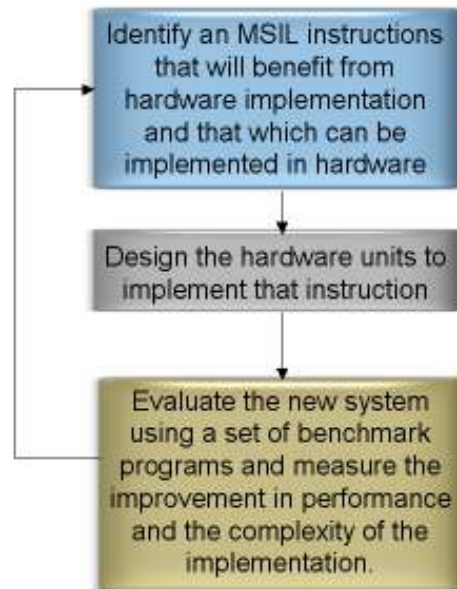 Identify an MSIL instructions
that will benefit from
hardware implementation
and that which can be
implemented in hardware
Design the hardware units to
implement that instruction
Evaluate the new system
using a set of benchmark
programs and measure the
improvement in performance
and the complexity of the
implementation.